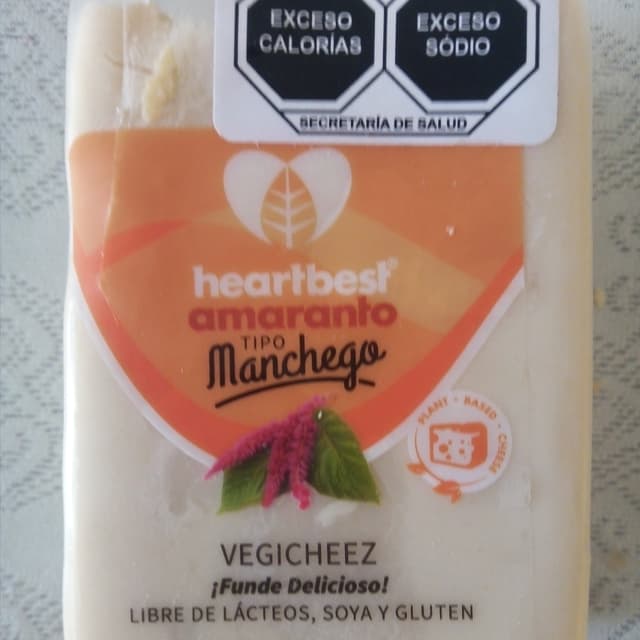 EXCESO
CALORÍAS
EXCESO
SODIO
SECRETARÍA DE SALUD
heartbest®
amaranto
TIPO
Manchego
PLANT • BASED • CHEESE
VEGICHEEZ
¡Funde Delicioso!
LIBRE DE LÁCTEOS, SOYA Y GLUTEN